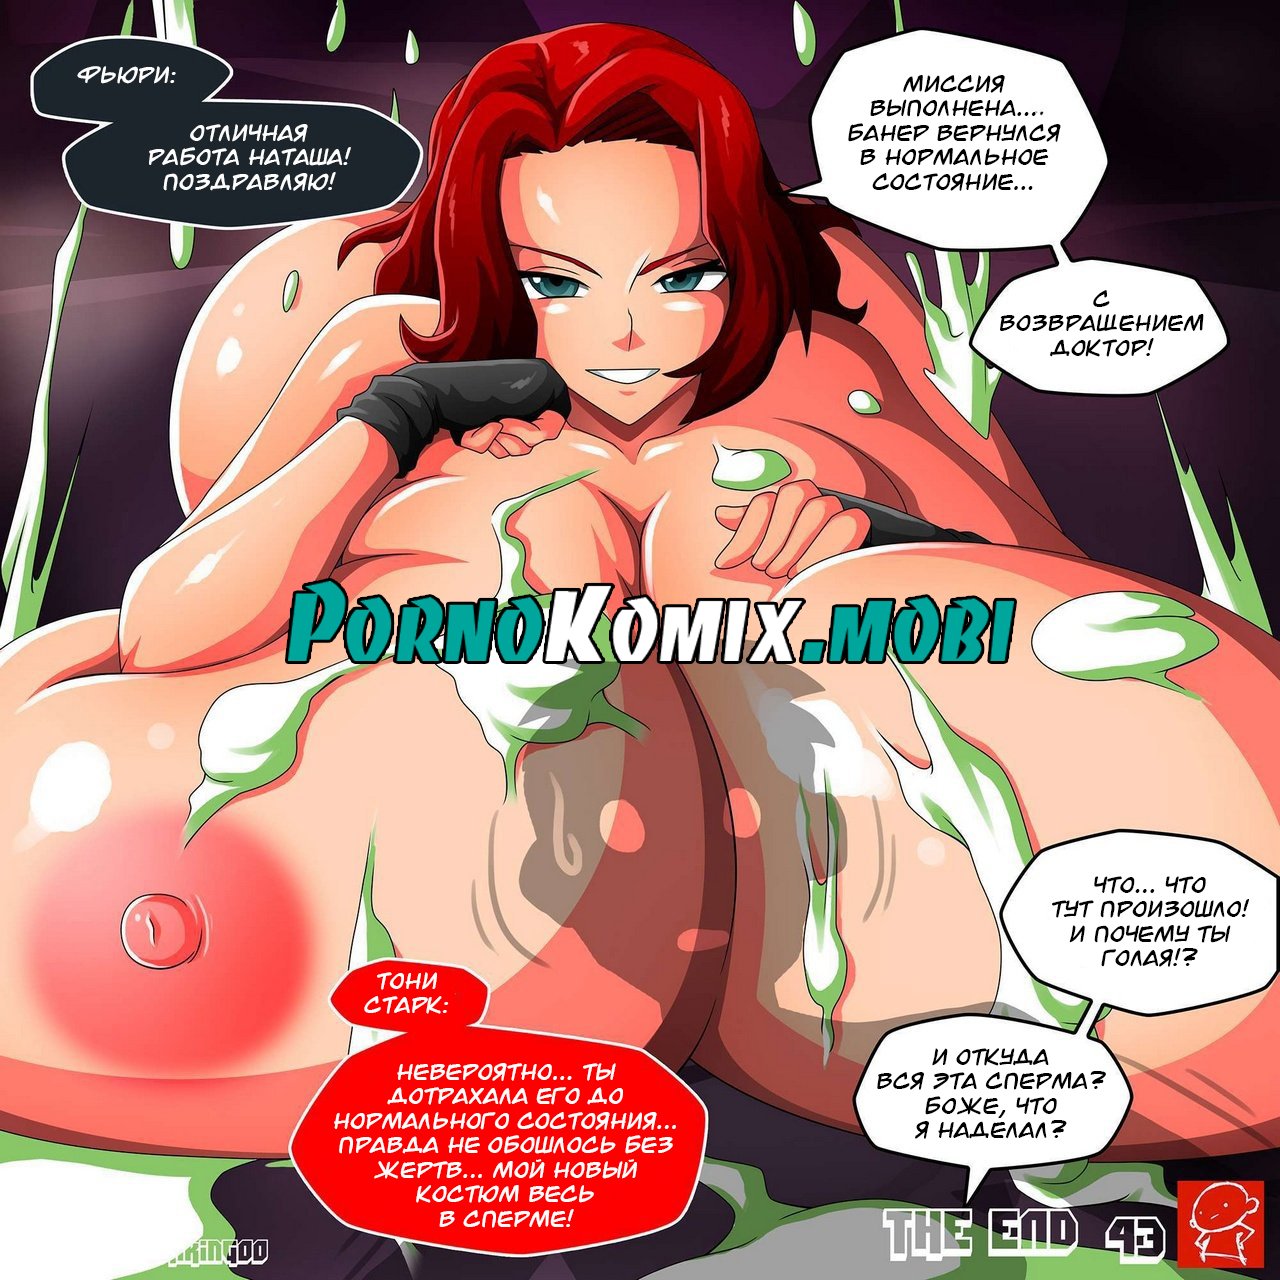 ФЬЮРИ:
ОТЛИЧНАЯ
РАБОТА НАТАША!
ПОЗДРАВЛЯЮ!
МИССИЯ
ВЫПОЛНЕНА....
БАНЕР ВЕРНУЛСЯ
В НОРМАЛЬНОЕ
СОСТОЯНИЕ...
С
ВОЗВРАЩЕНИЕМ
ДОКТОР!
PornoKomix.mobi
ЧТО... ЧТО
ТУТ ПРОИЗОШЛО!
И ПОЧЕМУ ТЫ
ГОЛАЯ!?
И ОТКУДА
ВСЯ ЭТА СПЕРМА?
БОЖЕ, ЧТО
Я НАДЕЛАЛ?
ТОНИ
СТАРК:
НЕВЕРОЯТНО... ТЫ
ДОТРАХАЛА ЕГО ДО
НОРМАЛЬНОГО СОСТОЯНИЯ...
ПРАВДА НЕ ОБОШЛОСЬ БЕЗ
ЖЕРТВ... МОЙ НОВЫЙ
КОСТЮМ ВЕСЬ
В СПЕРМЕ!
THE END 43